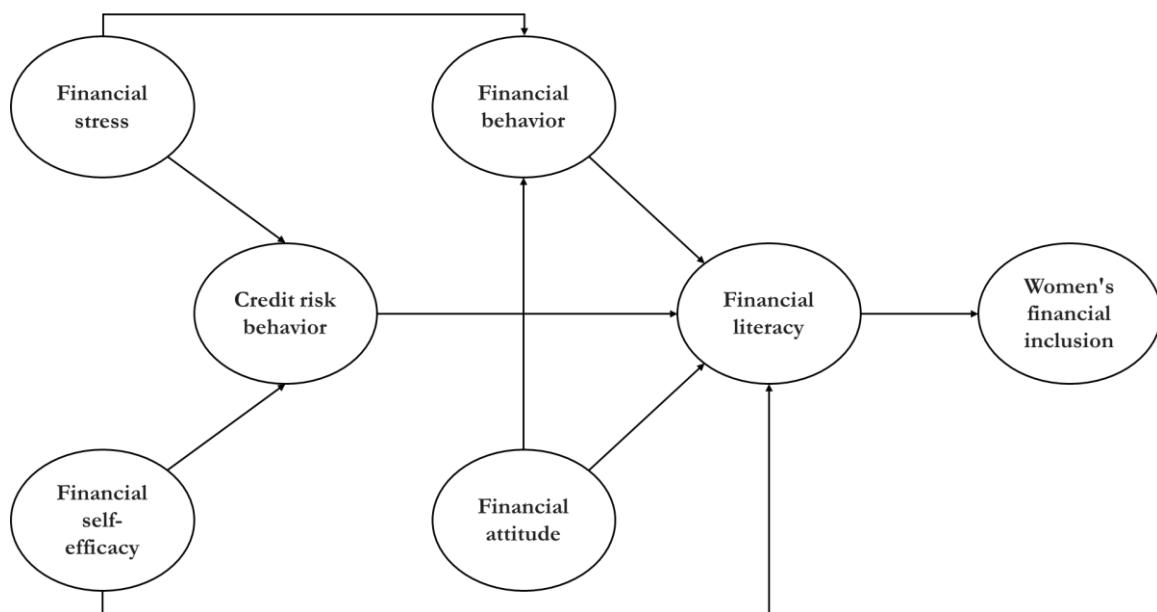 Financial
stress
Financial
behavior
Credit risk
behavior
Financial
literacy
Women's
financial
inclusion
Financial
self-
efficacy
Financial
attitude